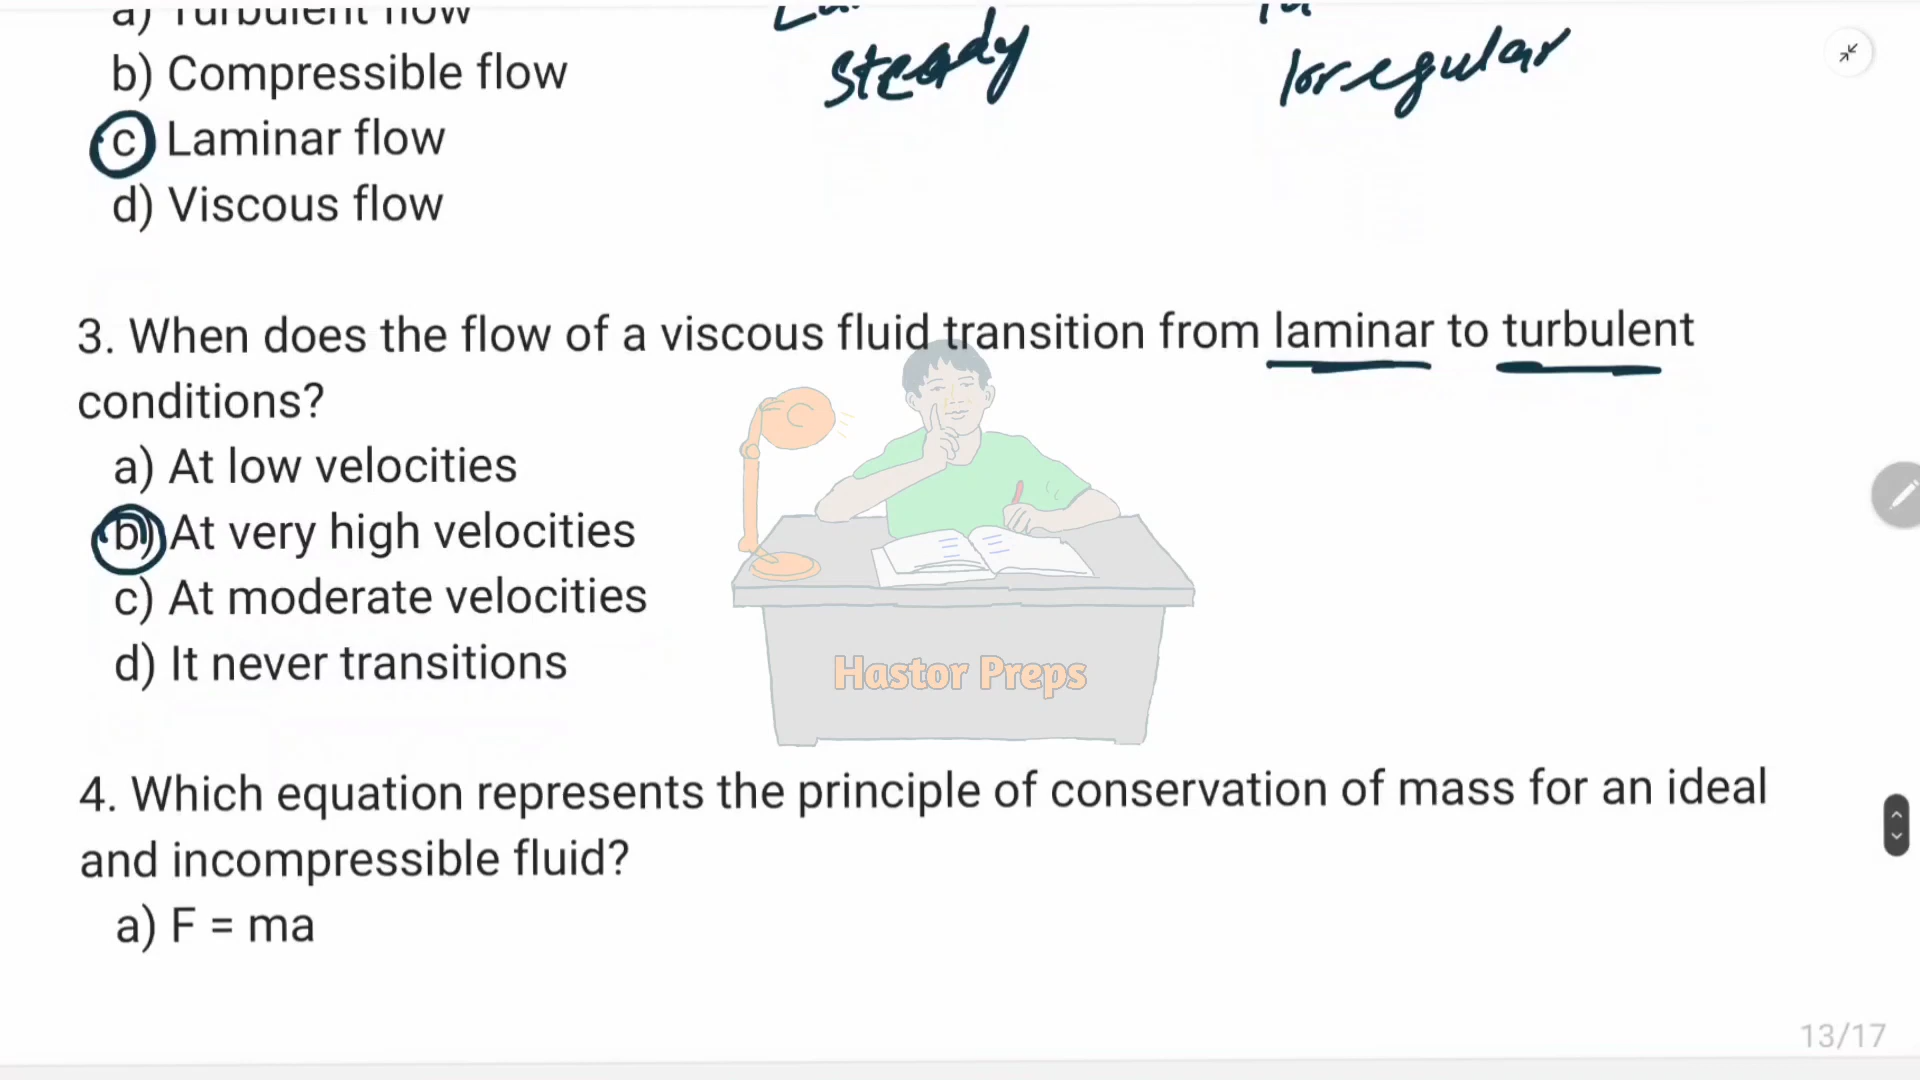 a) Turbulent flow
b) Compressible flow
steady
Irregular
c) Laminar flow
d) Viscous flow
3. When does the flow of a viscous fluid transition from laminar to turbulent
conditions?
a) At low velocities
b) At very high velocities
c) At moderate velocities
d) It never transitions
Hastor Preps
4. Which equation represents the principle of conservation of mass for an ideal
and incompressible fluid?
a) F = ma
13/17